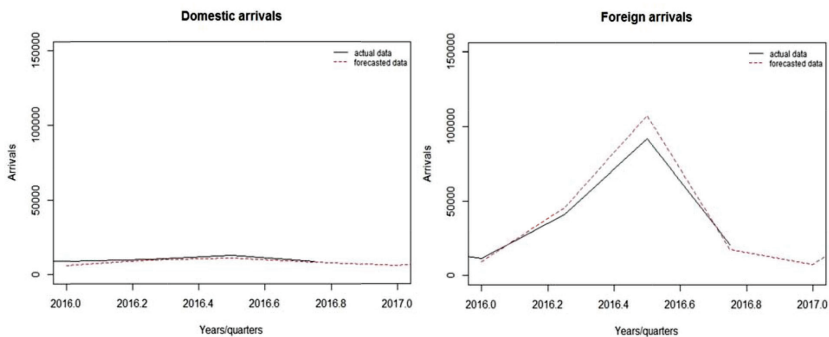 Domestic arrivals
actual data
forecasted data
150000
100000
50000
0
Arrivals
2016.0 2016.2 2016.4 2016.6 2016.8 2017.0
Years/quarters
Foreign arrivals
actual data
forecasted data
150000
100000
50000
0
Arrivals
2016.0 2016.2 2016.4 2016.6 2016.8 2017.0
Years/quarters